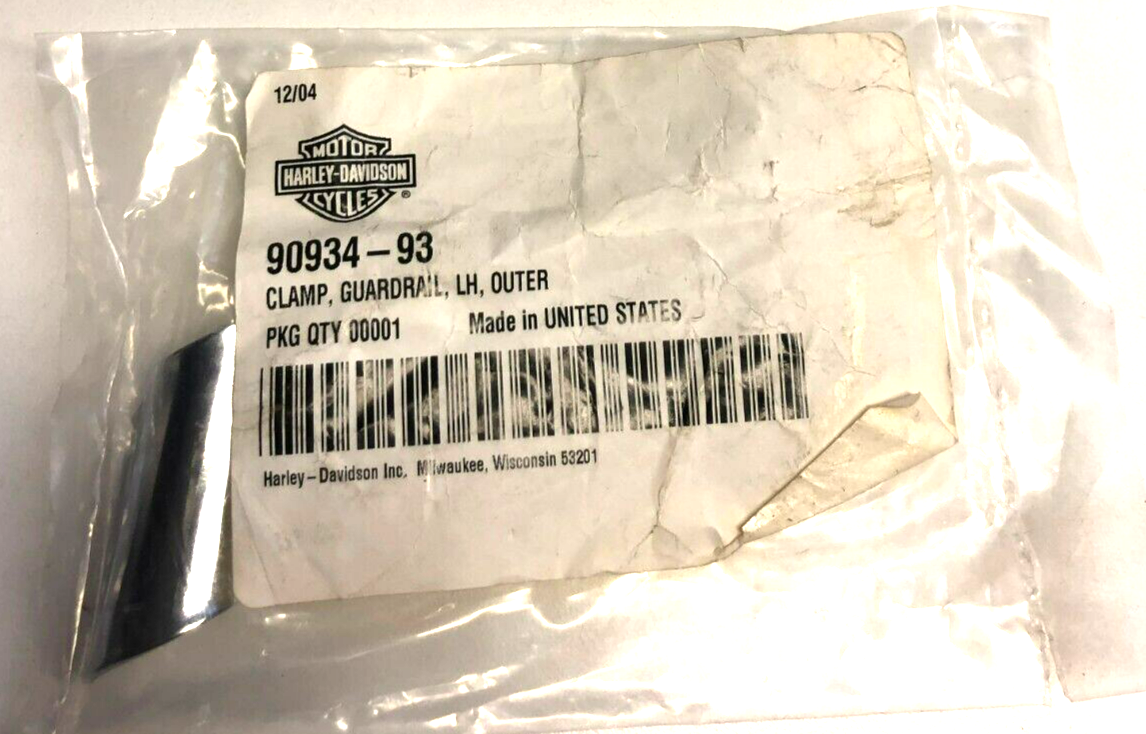 12/04
MOTOR
HARLEY-DAVIDSON
CYCLES
®
90934-93
CLAMP, GUARDRAIL, LH, OUTER
PKG QTY 00001 Made in UNITED STATES
Harley-Davidson Inc. Milwaukee, Wisconsin 53201